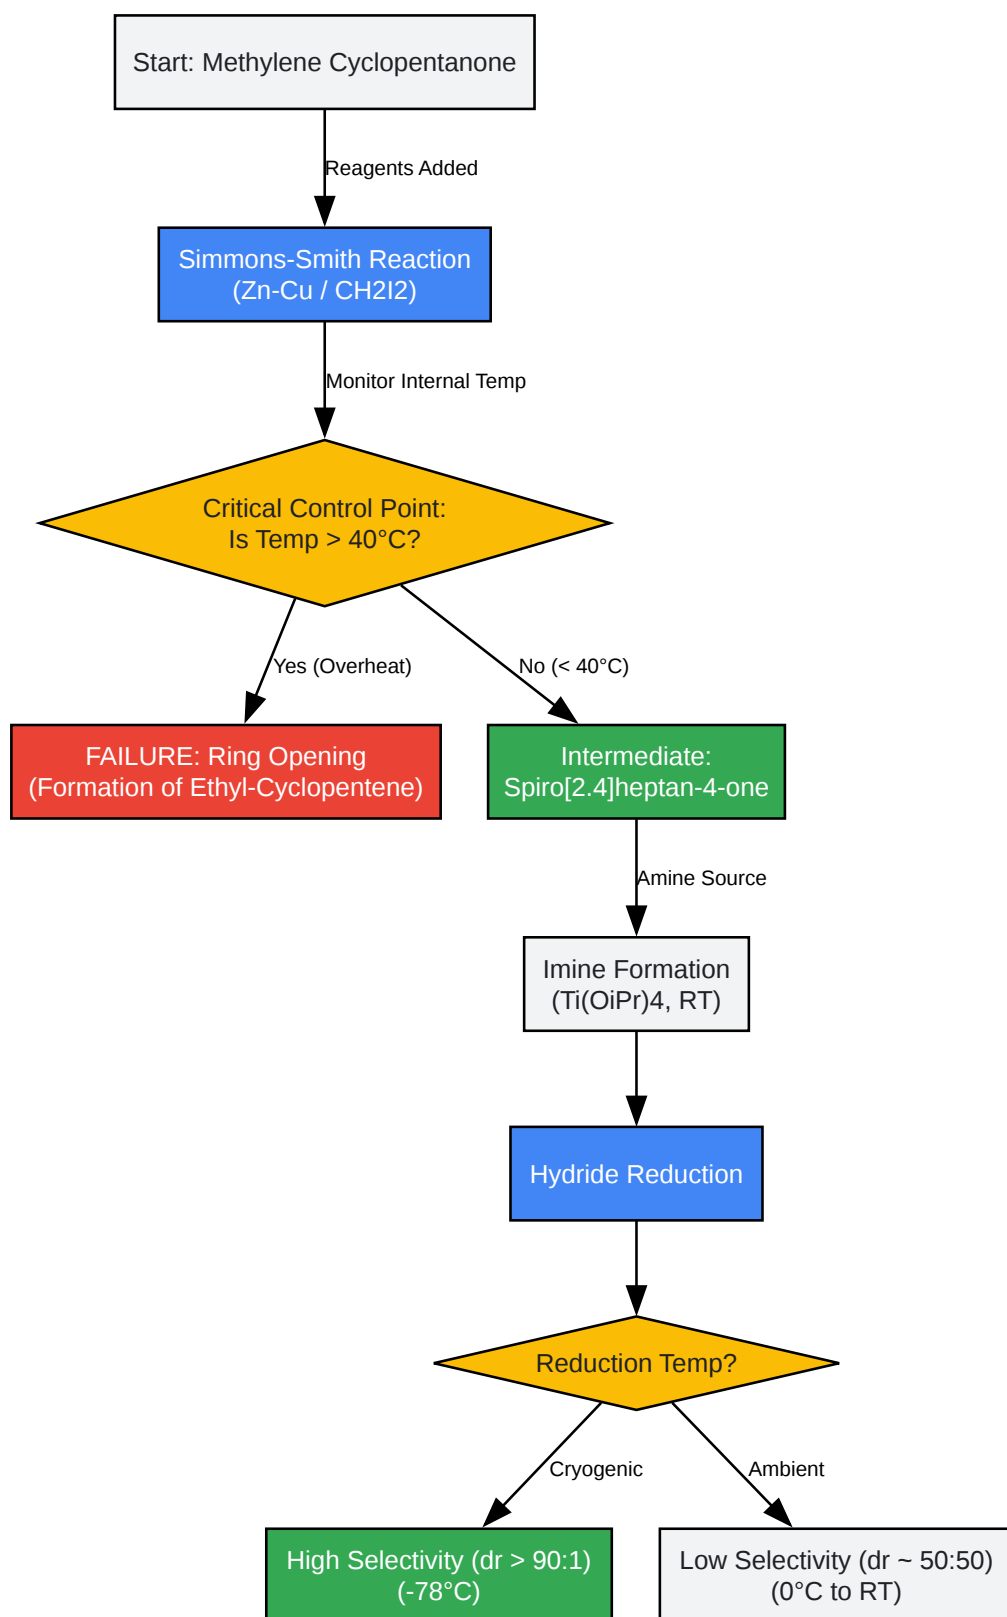 Start: Methylene Cyclopentanone
Reagents Added
Simmons-Smith Reaction
(Zn-Cu / CH2I2)
Monitor Internal Temp
Critical Control Point:
Is Temp > 40°C?
Yes (Overheat)
No (< 40°C)
FAILURE: Ring Opening
(Formation of Ethyl-Cyclopentene)
Intermediate:
Spiro[2.4]heptan-4-one
Amine Source
Imine Formation
(Ti(OiPr)4, RT)
Hydride Reduction
Reduction Temp?
Cryogenic
Ambient
High Selectivity (dr > 90:1)
(-78°C)
Low Selectivity (dr ~ 50:50)
(0°C to RT)